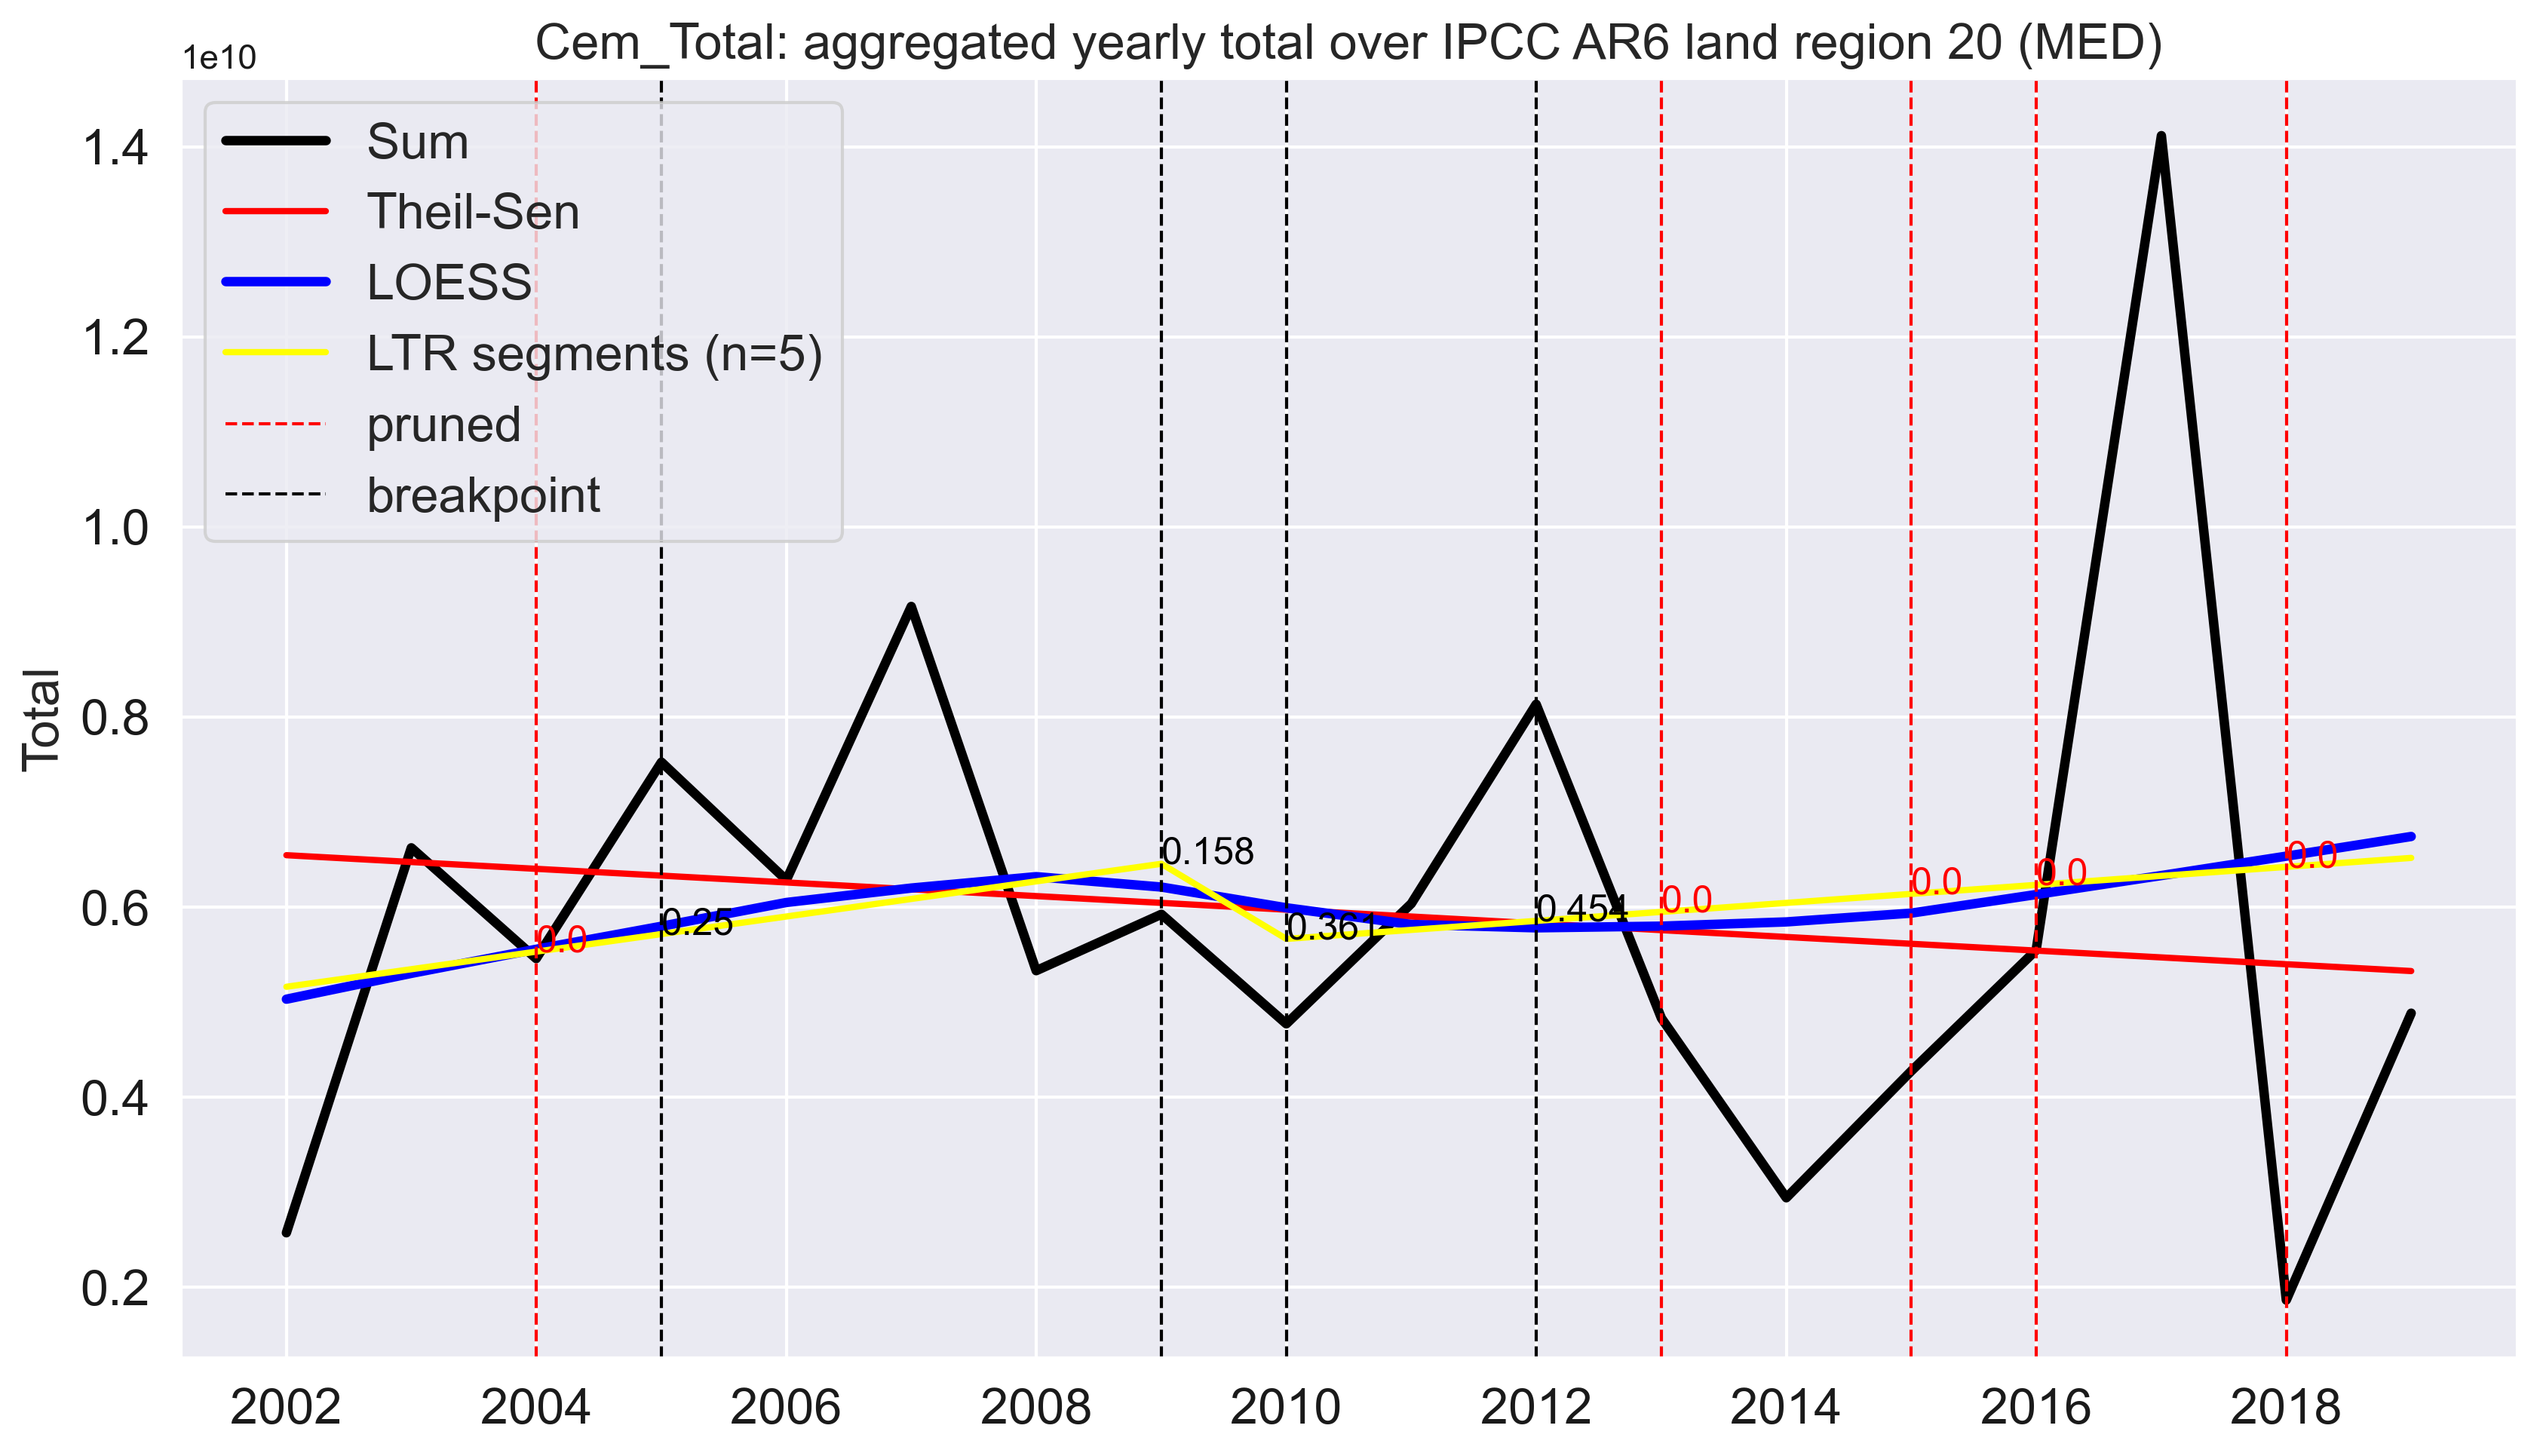 Cem_Total: aggregated yearly total over IPCC AR6 land region 20 (MED)
1e10
1.4
1.2
1.0
0.8
0.6
0.4
0.2
Total
Sum
Theil-Sen
LOESS
LTR segments (n=5)
pruned
breakpoint
0.0
0.25
0.158
0.361
0.454
0.0
0.0
0.0
0.0
2002 2004 2006 2008 2010 2012 2014 2016 2018